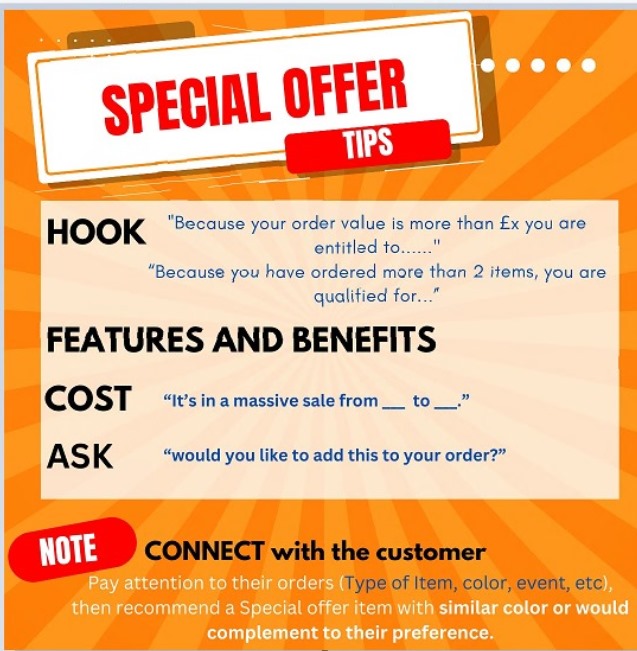 SPECIAL OFFER
TIPS
HOOK
"Because your order value is more than £x you are
entitled to......"
“Because you have ordered more than 2 items, you are
qualified for...”
FEATURES AND BENEFITS
COST “It’s in a massive sale from ___ to ___.”
ASK “would you like to add this to your order?”
NOTE
CONNECT with the customer
Pay attention to their orders (Type of Item, color, event, etc),
then recommend a Special offer item with similar color or would
complement to their preference.